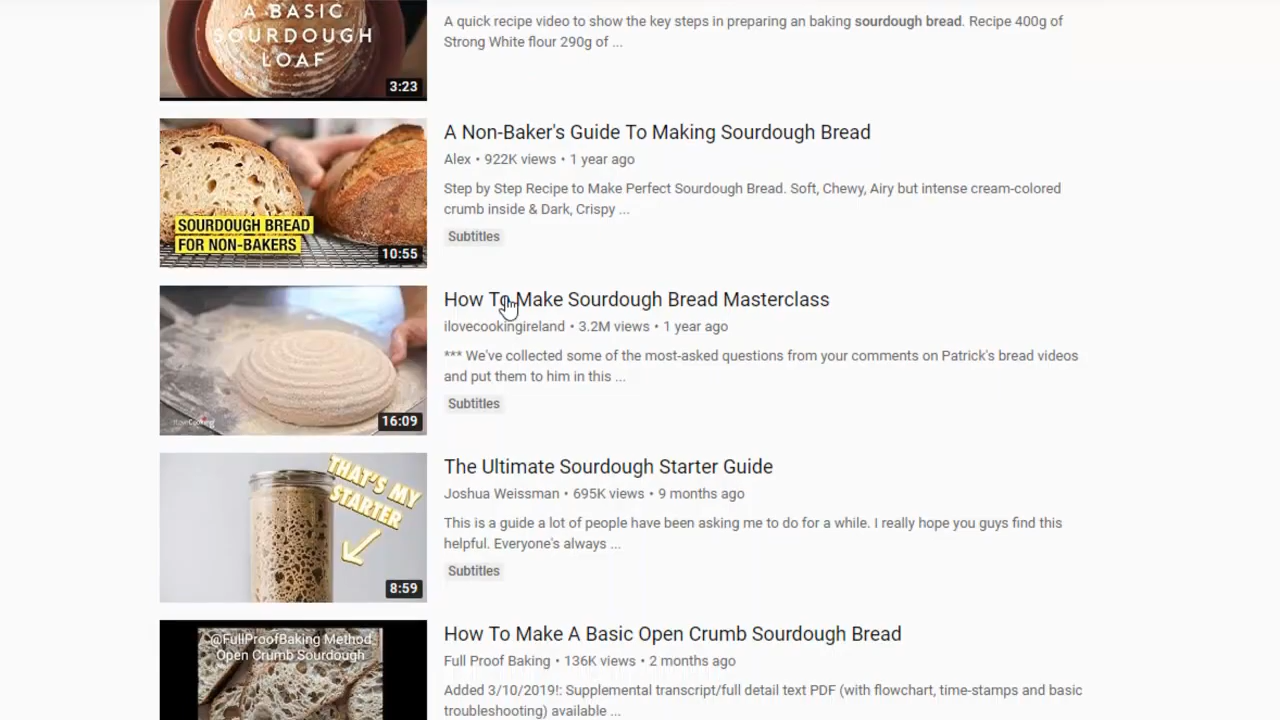 A BASIC
SOURDOUGH
LOAF
3:23
A quick recipe video to show the key steps in preparing an baking sourdough bread. Recipe 400g of
Strong White flour 290g of ...
SOURDOUGH BREAD
FOR NON-BAKERS
10:55
A Non-Baker's Guide To Making Sourdough Bread
Alex • 922K views • 1 year ago
Step by Step Recipe to Make Perfect Sourdough Bread. Soft, Chewy, Airy but intense cream-colored
crumb inside & Dark, Crispy ...
Subtitles
16:09
How To Make Sourdough Bread Masterclass
ilovecookingireland • 3.2M views • 1 year ago
*** We've collected some of the most-asked questions from your comments on Patrick's bread videos
and put them to him in this ...
Subtitles
THAT'S MY
STARTER
8:59
The Ultimate Sourdough Starter Guide
Joshua Weissman • 695K views • 9 months ago
This is a guide a lot of people have been asking me to do for a while. I really hope you guys find this
helpful. Everyone's always ...
Subtitles
@FullProofBaking Method
Open Crumb Sourdough
How To Make A Basic Open Crumb Sourdough Bread
Full Proof Baking • 136K views • 2 months ago
Added 3/10/2019!: Supplemental transcript/full detail text PDF (with flowchart, time-stamps and basic
troubleshooting) available ...